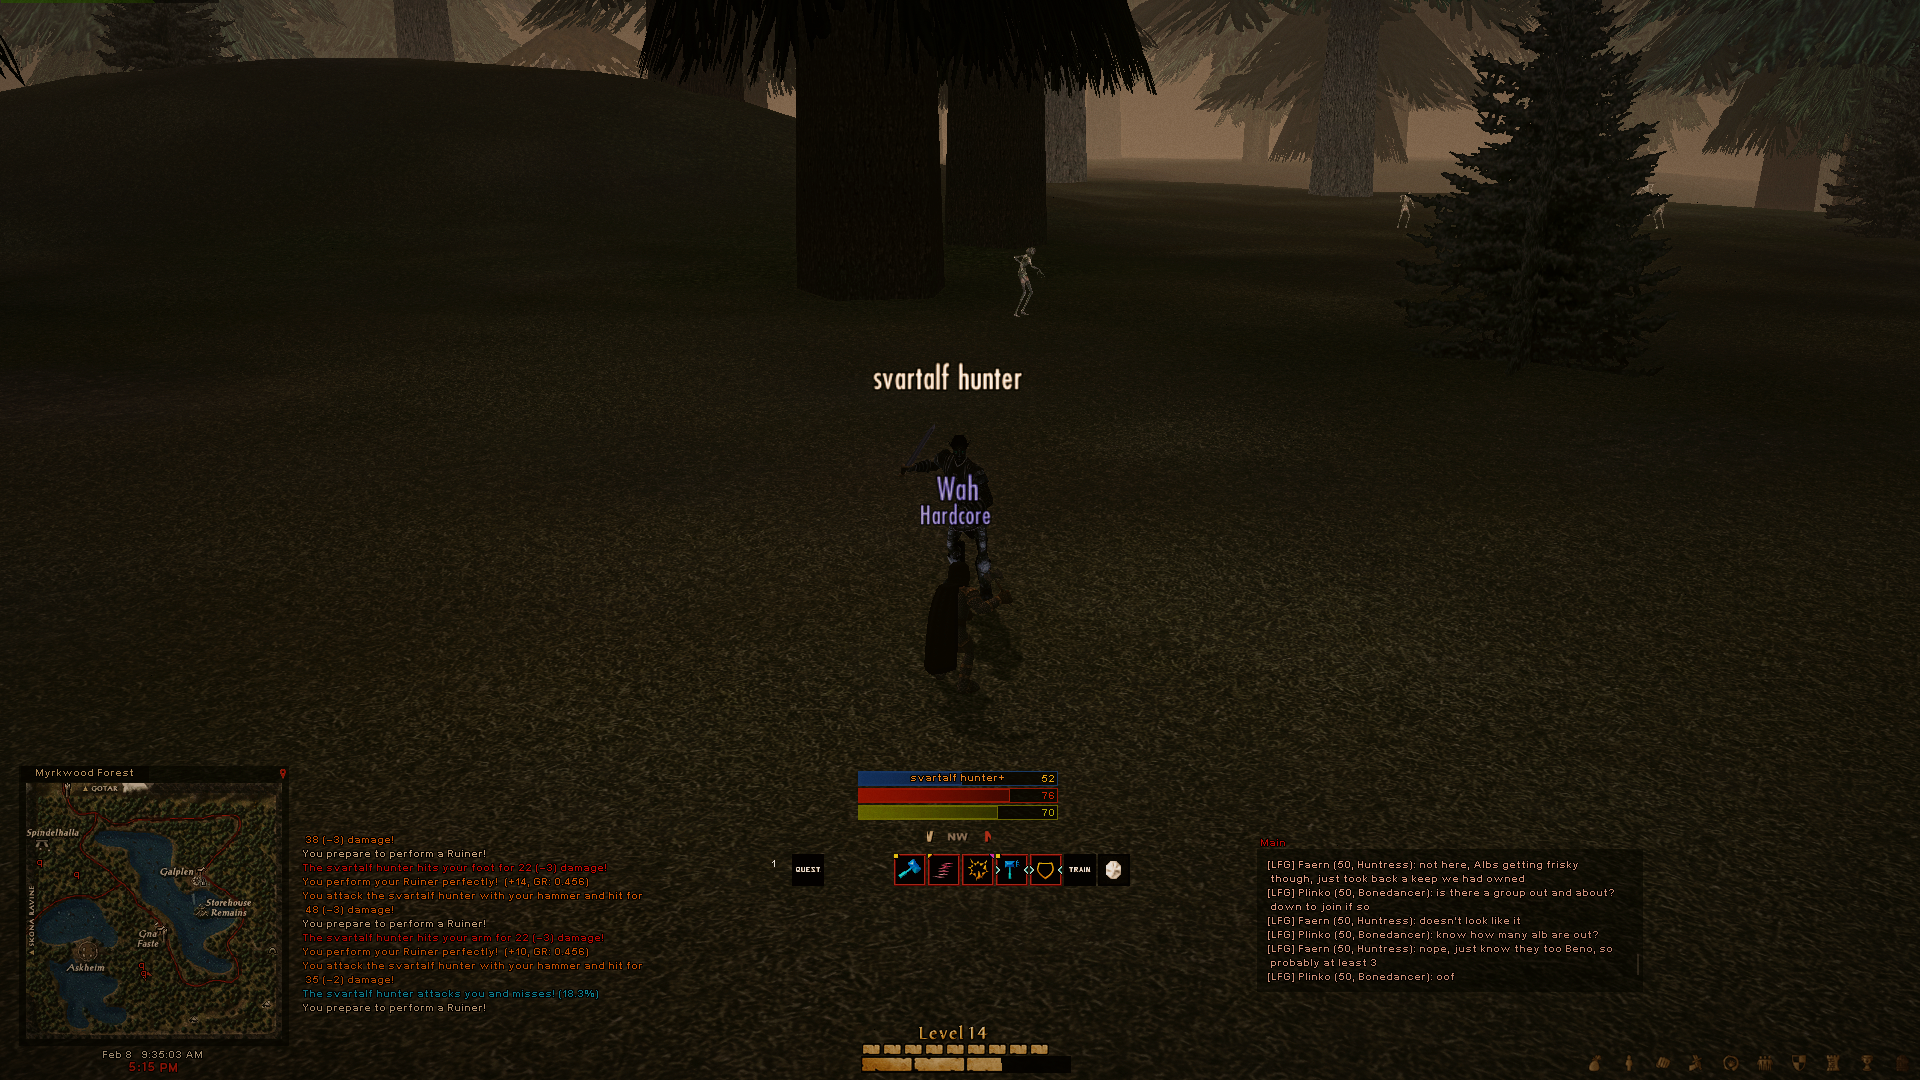 svartalf hunter
Wah
Hardcore
Myrkwood Forest
▲ GOTAR
Spindelhalla
Galplen
Storehouse
Remains
Gna
Faste
Askheim
▲ SKONA RAVINE
Feb 8 9:35:03 AM
5:15 PM
38 (-3) damage!
You prepare to perform a Ruiner!
The svartalf hunter hits your foot for 22 (-3) damage!
You perform your Ruiner perfectly! (+14, GR: 0.456)
You attack the svartalf hunter with your hammer and hit for
48 (-3) damage!
You prepare to perform a Ruiner!
The svartalf hunter hits your arm for 22 (-3) damage!
You perform your Ruiner perfectly! (+10, GR: 0.456)
You attack the svartalf hunter with your hammer and hit for
35 (-2) damage!
The svartalf hunter attacks you and misses! (18.3%)
You prepare to perform a Ruiner!
svartalf hunter+ 52
76
70
NW
1 QUEST TRAIN
Level 14
Main
[LFG] Faern (50, Huntress): not here, Albs getting frisky
though, just took back a keep we had owned
[LFG] Plinko (50, Bonedancer): is there a group out and about?
down to join if so
[LFG] Faern (50, Huntress): doesn't look like it
[LFG] Plinko (50, Bonedancer): know how many alb are out?
[LFG] Faern (50, Huntress): nope, just know they too Beno, so
probably at least 3
[LFG] Plinko (50, Bonedancer): oof